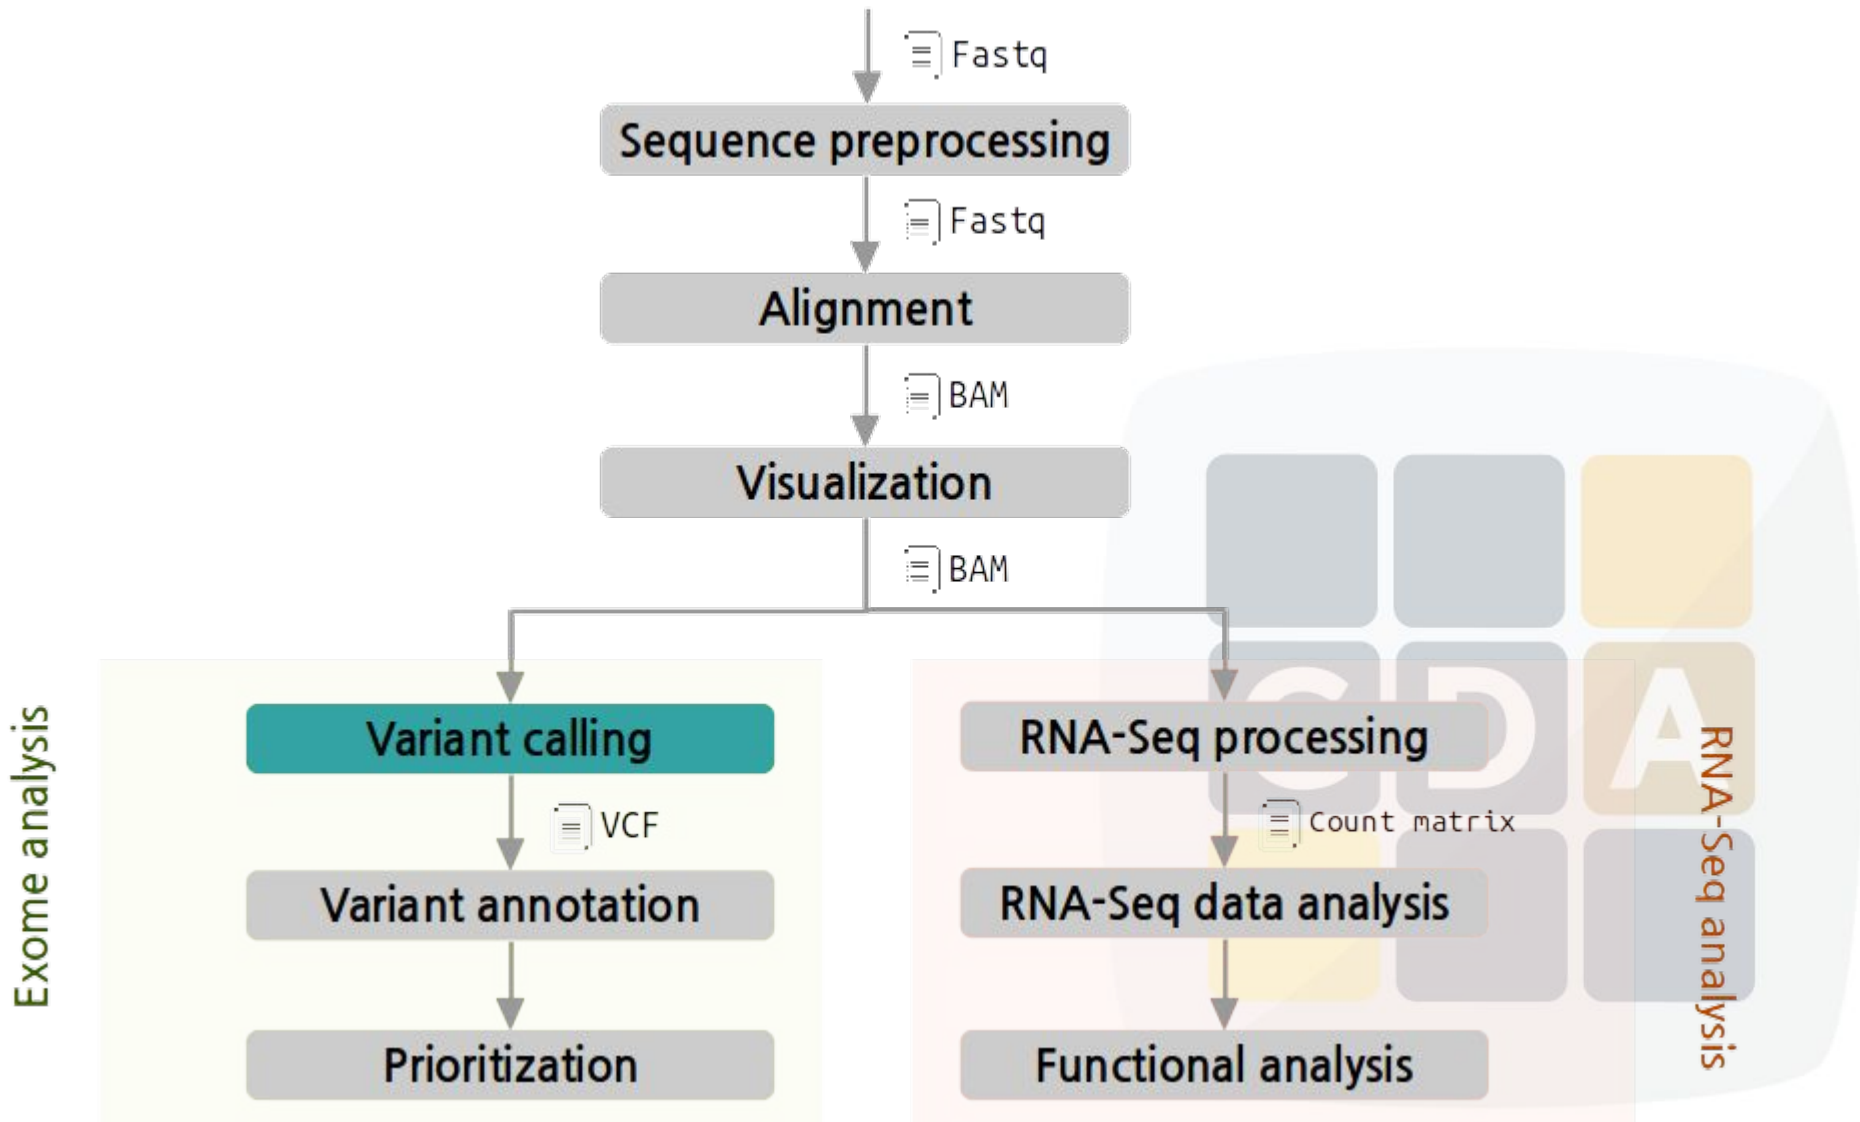 Fastq
Sequence preprocessing
Fastq
Alignment
BAM
Visualization
BAM
Exome analysis
Variant calling
VCF
Variant annotation
Prioritization
RNA-Seq processing
Count matrix
RNA-Seq data analysis
Functional analysis
RNA-Seq analysis
CDA